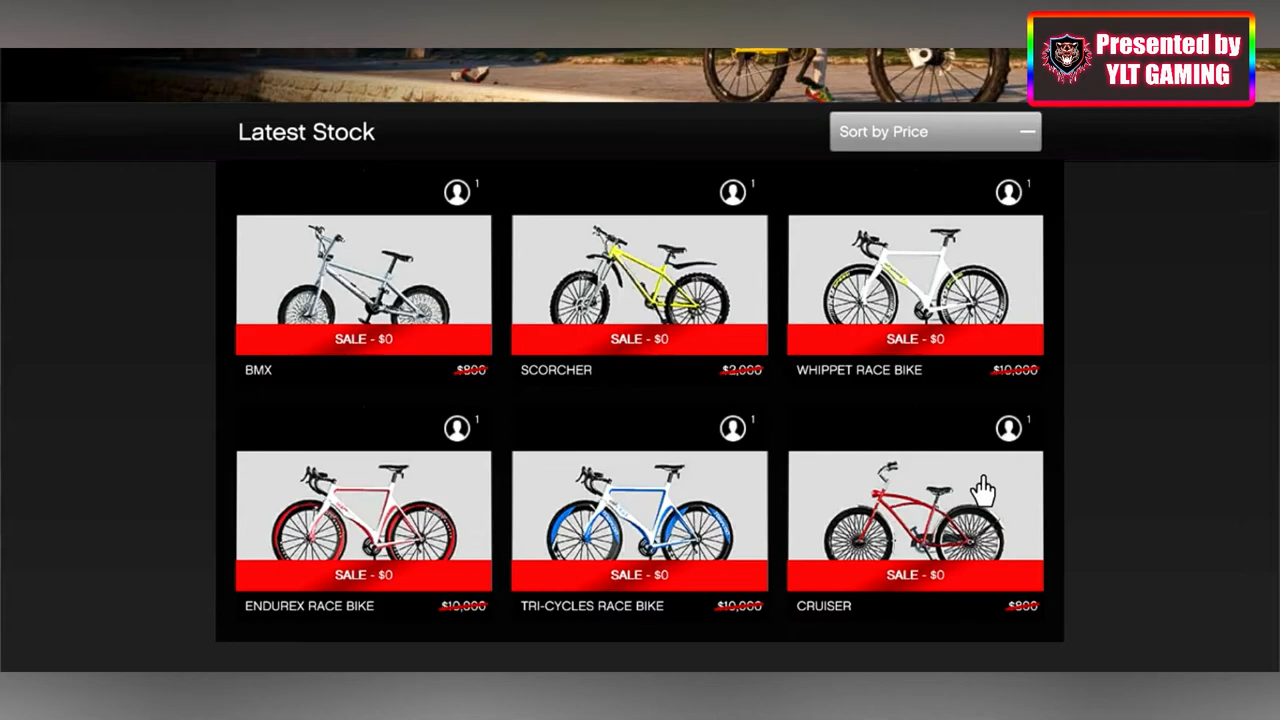 Presented by
YLT GAMING
Latest Stock
Sort by Price
1
1
1
SALE - $0
SALE - $0
SALE - $0
BMX
$800
SCORCHER
$2,000
WHIPPET RACE BIKE
$10,000
1
1
1
SALE - $0
SALE - $0
SALE - $0
ENDUREX RACE BIKE
$10,000
TRI-CYCLES RACE BIKE
$10,000
CRUISER
$800